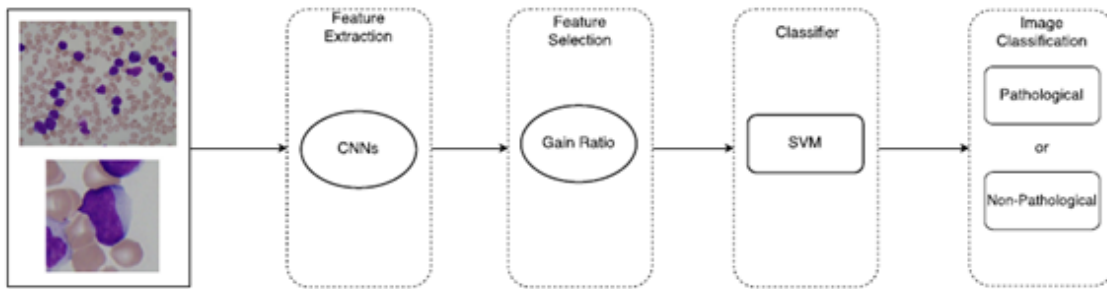 Feature
Extraction
CNNs
Feature
Selection
Gain Ratio
Classifier
SVM
Image
Classification
Pathological
or
Non-Pathological